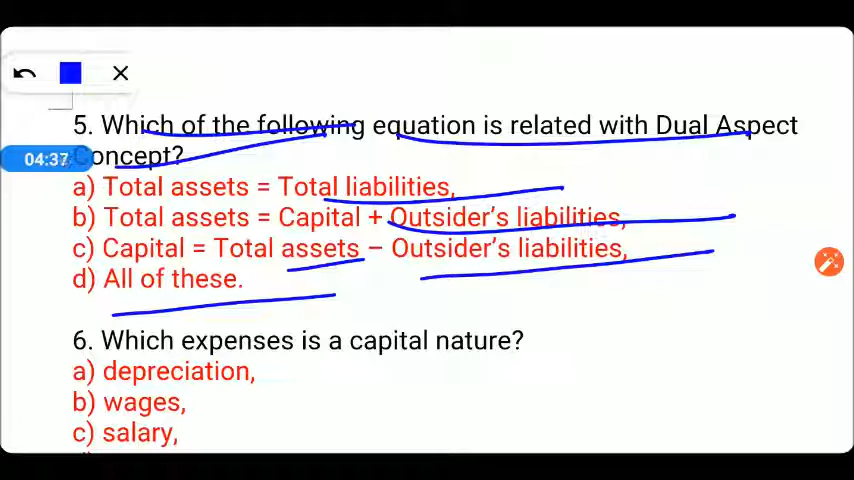 5. Which of the following equation is related with Dual Aspect
04:37 Concept?
a) Total assets = Total liabilities,
b) Total assets = Capital + Outsider's liabilities,
c) Capital = Total assets – Outsider's liabilities,
d) All of these.
6. Which expenses is a capital nature?
a) depreciation,
b) wages,
c) salary,